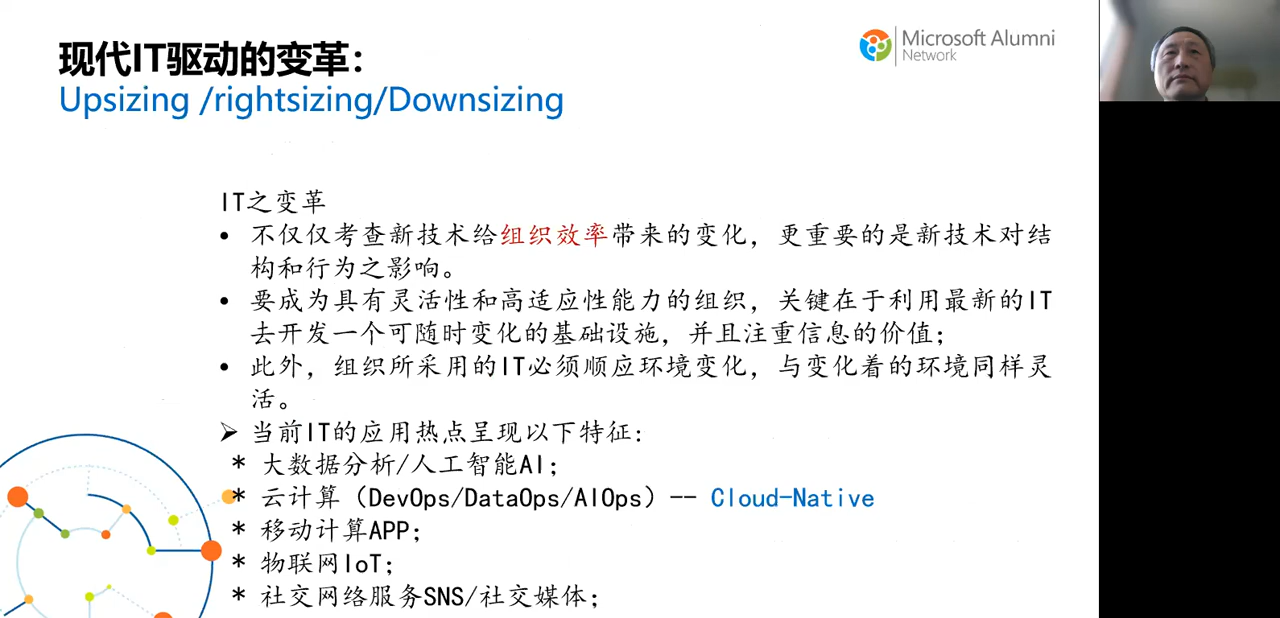 现代IT驱动的变革：
Upsizing /rightsizing/Downsizing
Microsoft Alumni
Network
IT之变革
• 不仅仅考查新技术给组织效率带来的变化，更重要的是新技术对结
构和行为之影响。
• 要成为具有灵活性和高适应性能力的组织，关键在于利用最新的IT
去开发一个可随时变化的基础设施，并且注重信息的价值；
• 此外，组织所采用的IT必须顺应环境变化，与变化着的环境同样灵
活。
➢ 当前IT的应用热点呈现以下特征：
* 大数据分析/人工智能AI；
* 云计算（DevOps/DataOps/AIOps）-- Cloud-Native
* 移动计算APP；
* 物联网IoT；
* 社交网络服务SNS/社交媒体；